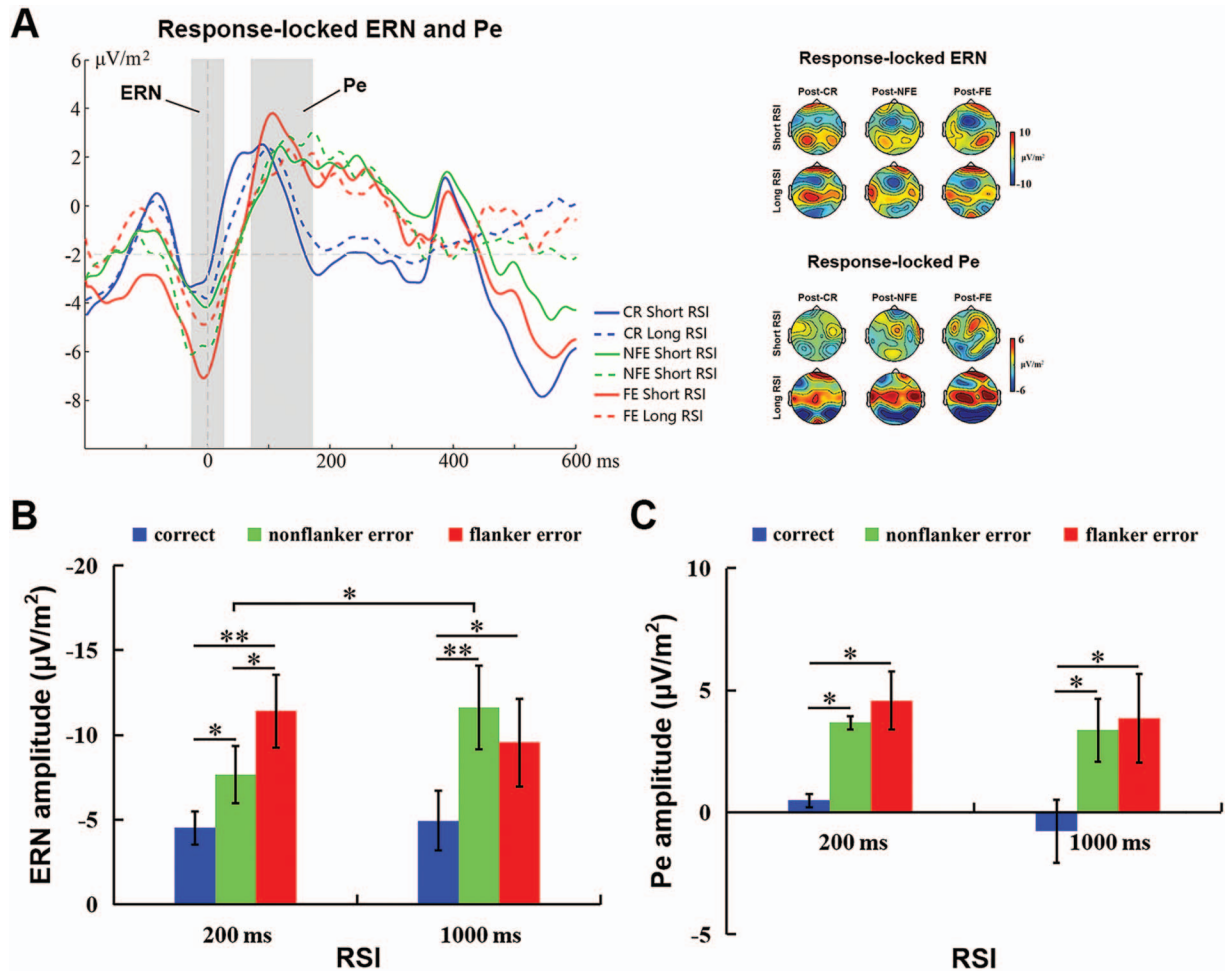 A
Response-locked ERN and Pe
μV/m²
6
4
2
0
-2
-4
-6
-8
ERN
Pe
0
200
400
600 ms
CR Short RSI
CR Long RSI
NFE Short RSI
NFE Short RSI
FE Short RSI
FE Long RSI
Response-locked ERN
Post-CR Post-NFE Post-FE
Short RSI
Long RSI
10
μV/m²
-10
Response-locked Pe
Post-CR Post-NFE Post-FE
Short RSI
Long RSI
6
μV/m²
-6
B
correct nonflanker error flanker error
ERN amplitude (μV/m²)
-20
-15
-10
-5
0
*
** *
* **
*
200 ms 1000 ms
RSI
C
correct nonflanker error flanker error
Pe amplitude (μV/m²)
10
5
0
-5
* *
* *
200 ms 1000 ms
RSI